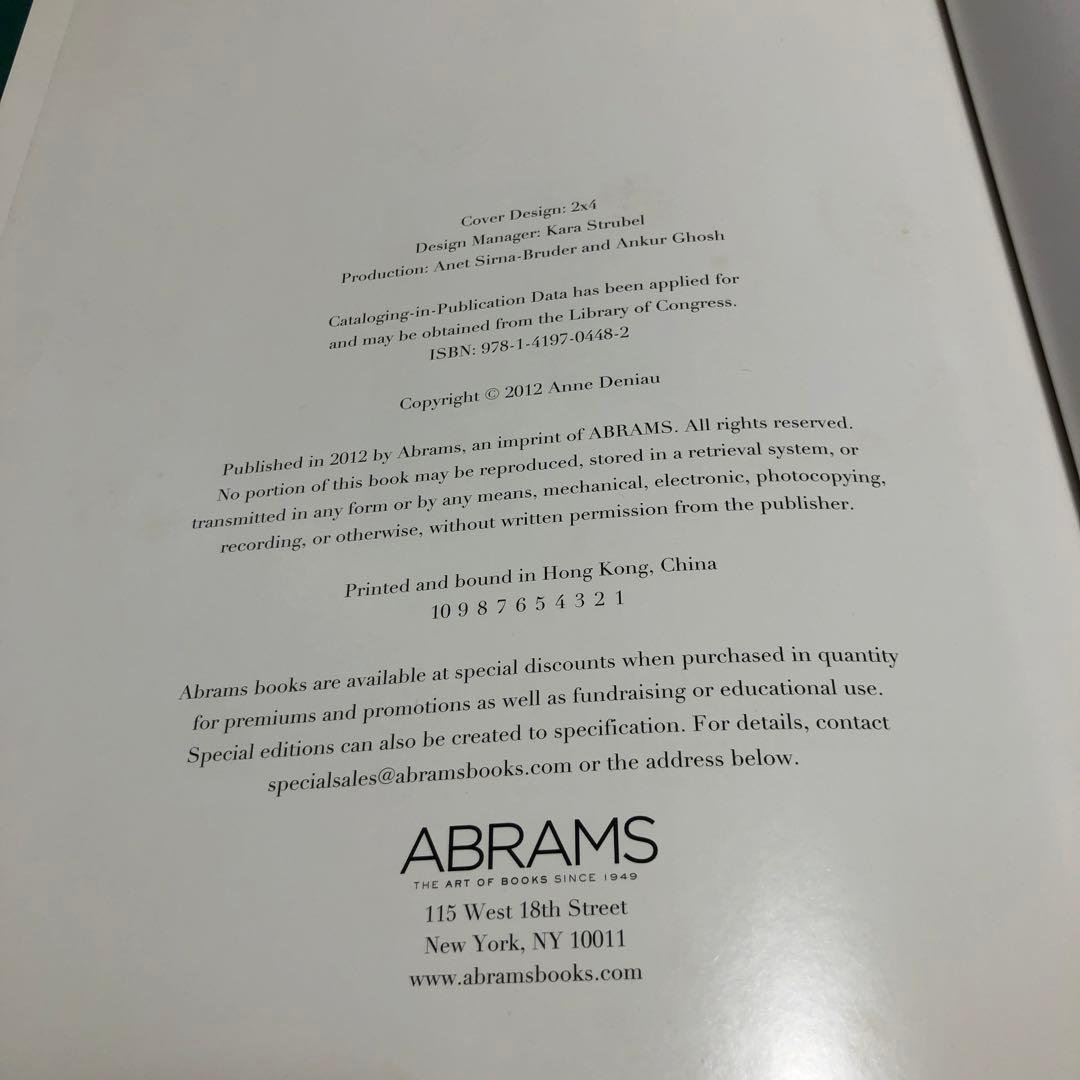 Cover Design: 2x4
Design Manager: Kara Strubel
Production: Anet Sirna-Bruder and Ankur Ghosh
Cataloging-in-Publication Data has been applied for
and may be obtained from the Library of Congress.
ISBN: 978-1-4197-0448-2
Copyright © 2012 Anne Deniau
Published in 2012 by Abrams, an imprint of ABRAMS. All rights reserved.
No portion of this book may be reproduced, stored in a retrieval system, or
transmitted in any form or by any means, mechanical, electronic, photocopying,
recording, or otherwise, without written permission from the publisher.
Printed and bound in Hong Kong, China
10 9 8 7 6 5 4 3 2 1
Abrams books are available at special discounts when purchased in quantity
for premiums and promotions as well as fundraising or educational use.
Special editions can also be created to specification. For details, contact
specialsales@abramsbooks.com or the address below.
ABRAMS
THE ART OF BOOKS SINCE 1949
115 West 18th Street
New York, NY 10011
www.abramsbooks.com